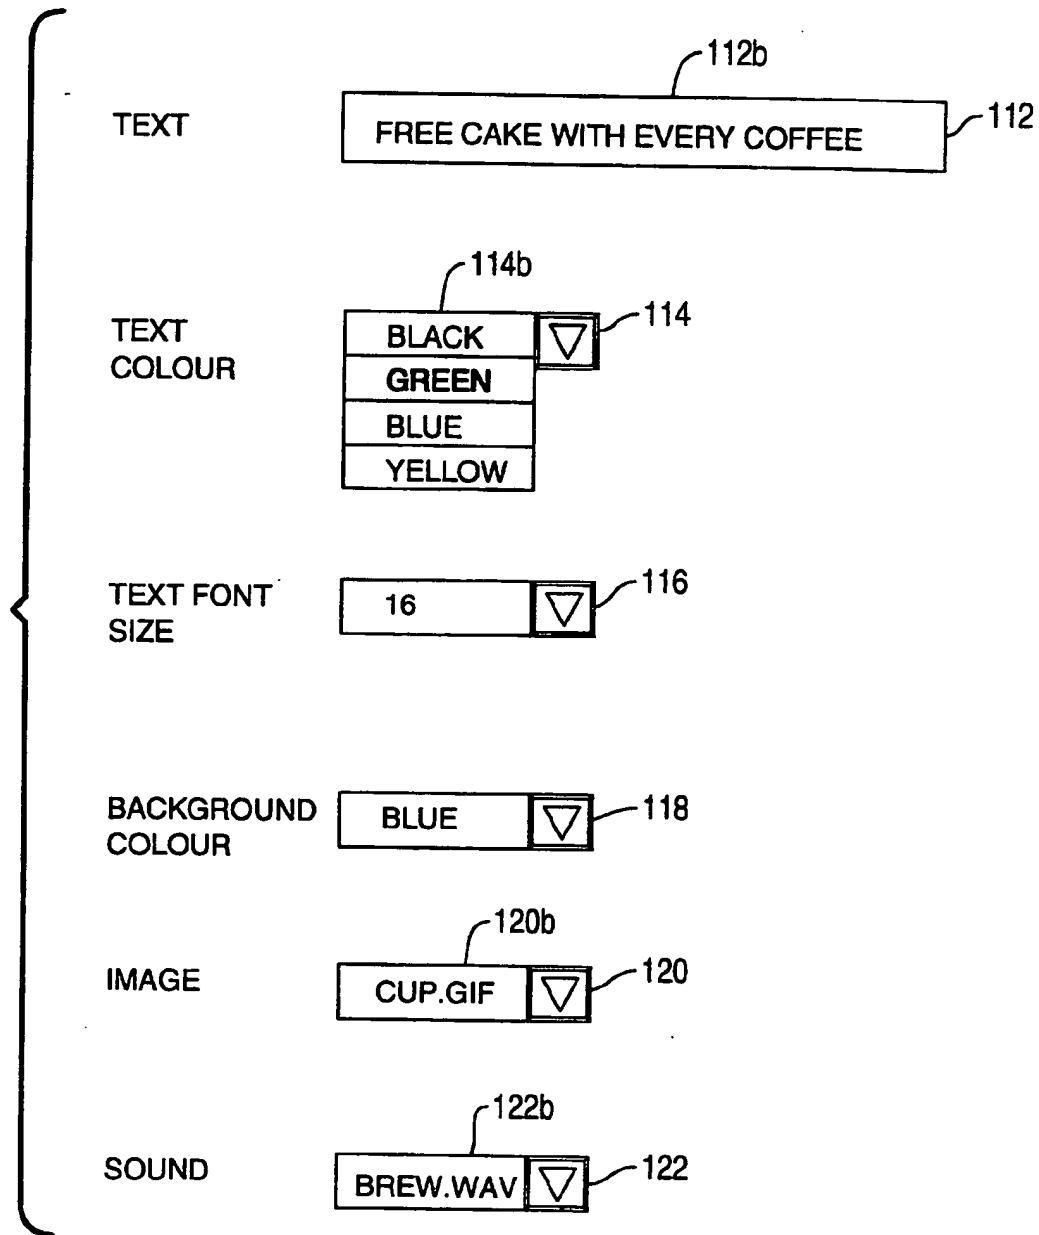 112b
TEXT
FREE CAKE WITH EVERY COFFEE
112
114b
TEXT
COLOUR
BLACK
114
GREEN
BLUE
YELLOW
TEXT FONT
SIZE
16
116
BACKGROUND
COLOUR
BLUE
118
120b
IMAGE
CUP.GIF
120
122b
SOUND
BREW.WAV
122